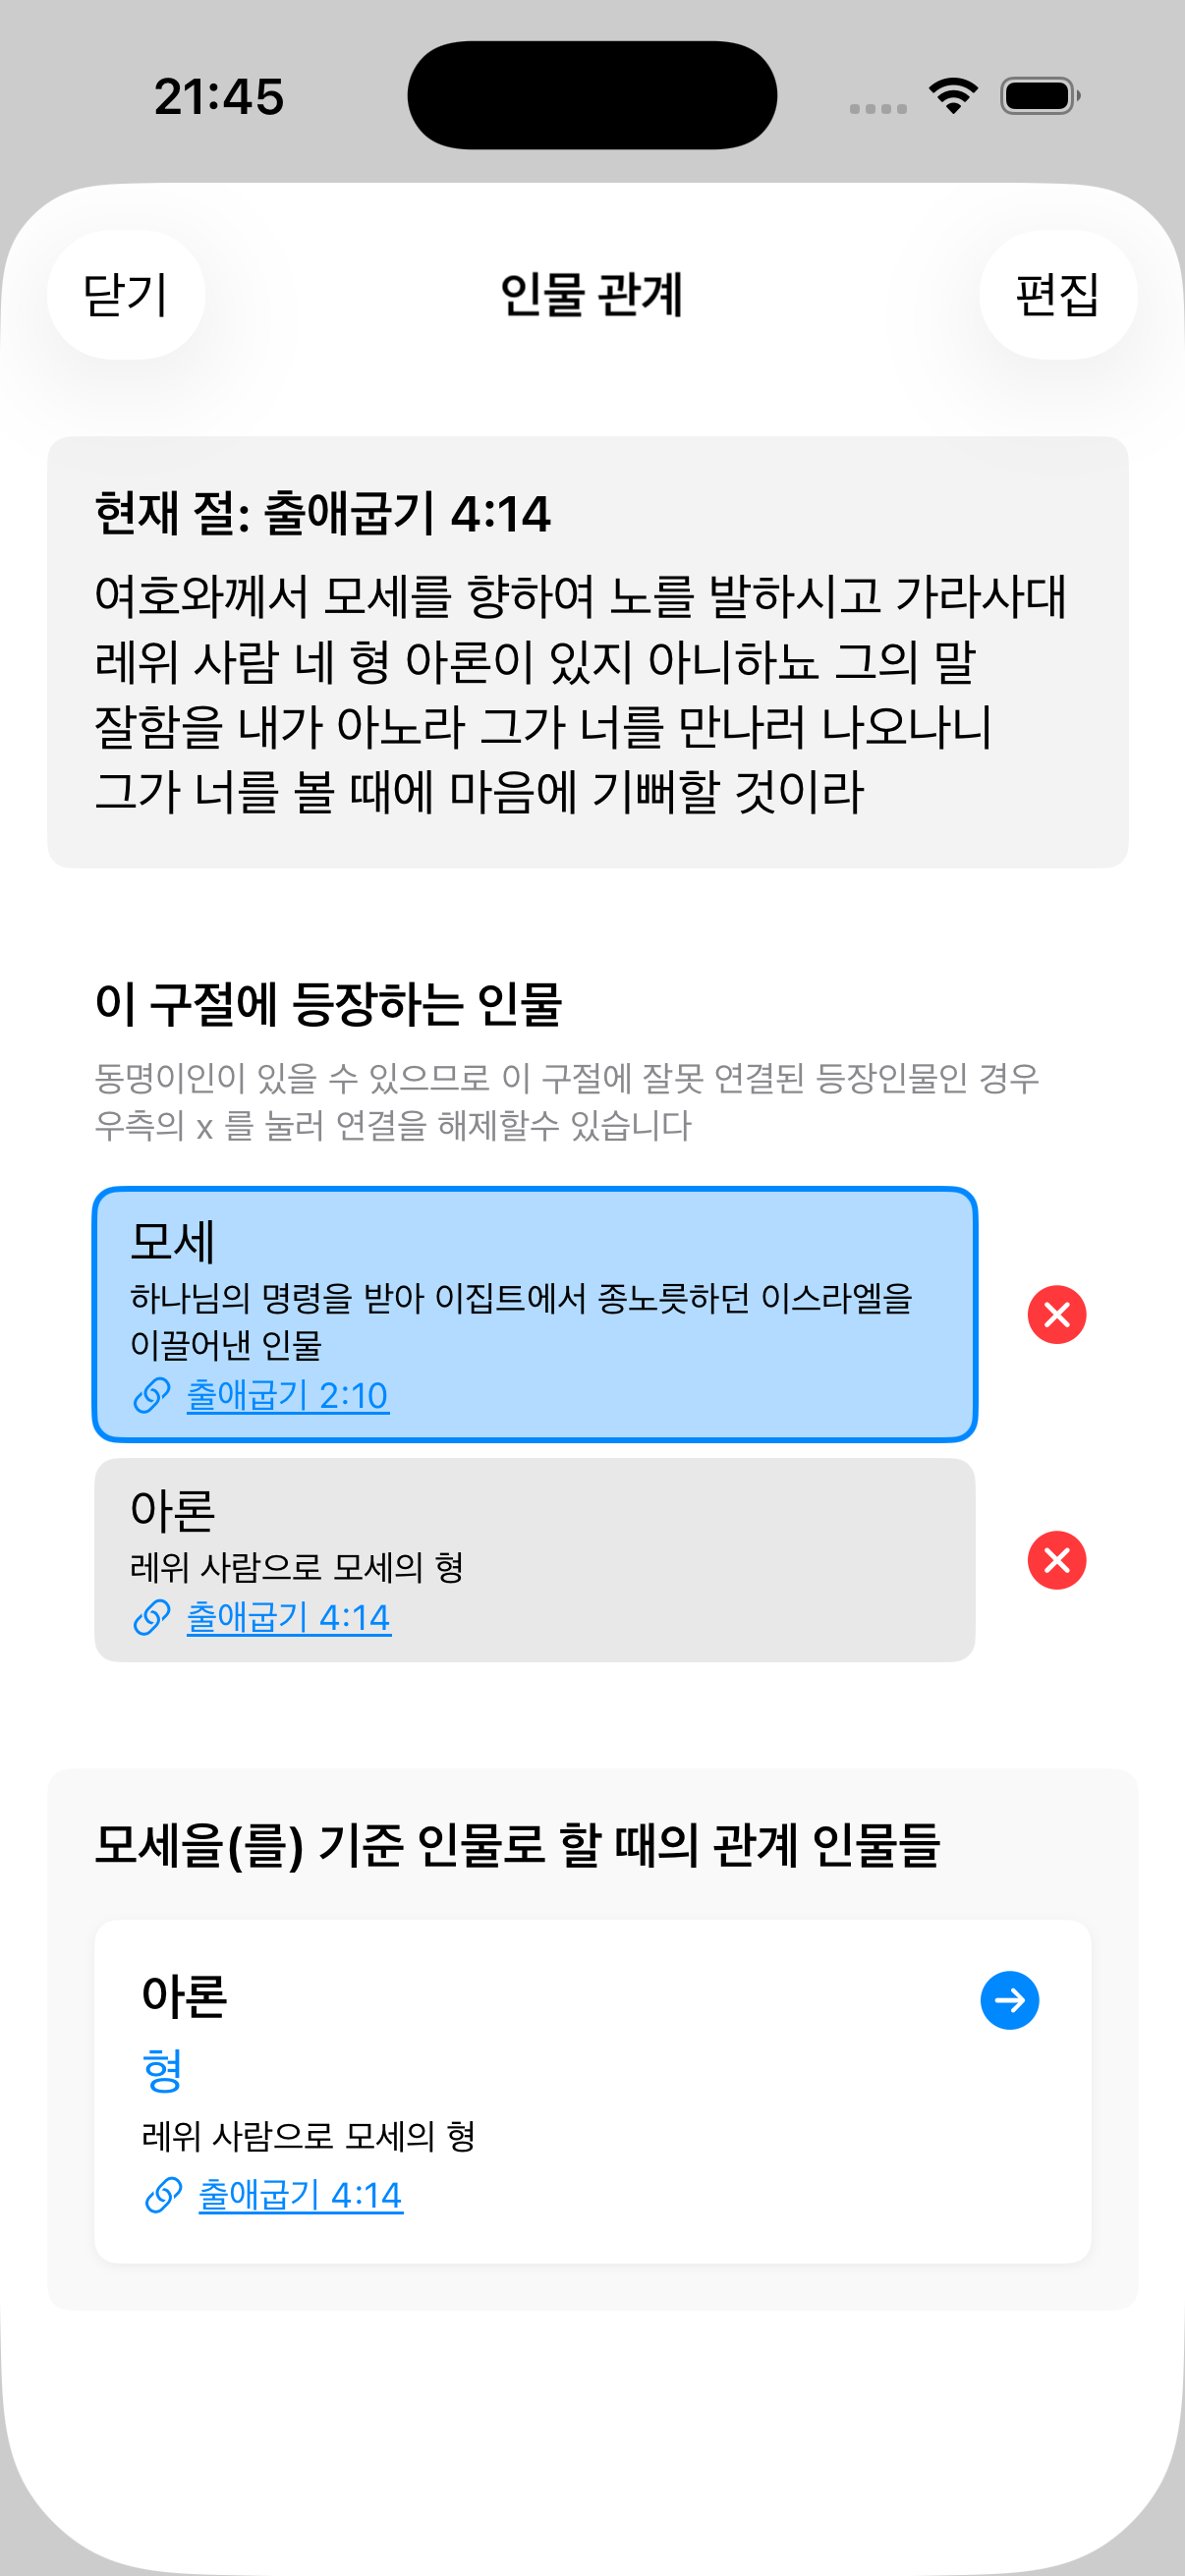 21:45
닫기
인물 관계
편집
현재 절: 출애굽기 4:14
여호와께서 모세를 향하여 노를 발하시고 가라사대
레위 사람 네 형 아론이 있지 아니하뇨 그의 말
잘함을 내가 아노라 그가 너를 만나러 나오나니
그가 너를 볼 때에 마음에 기뻐할 것이라
이 구절에 등장하는 인물
동명이인이 있을 수 있으므로 이 구절에 잘못 연결된 등장인물인 경우
우측의 x 를 눌러 연결을 해제할수 있습니다
모세
하나님의 명령을 받아 이집트에서 종노릇하던 이스라엘을
이끌어낸 인물
출애굽기 2:10
아론
레위 사람으로 모세의 형
출애굽기 4:14
모세을(를) 기준 인물로 할 때의 관계 인물들
아론
형
레위 사람으로 모세의 형
출애굽기 4:14